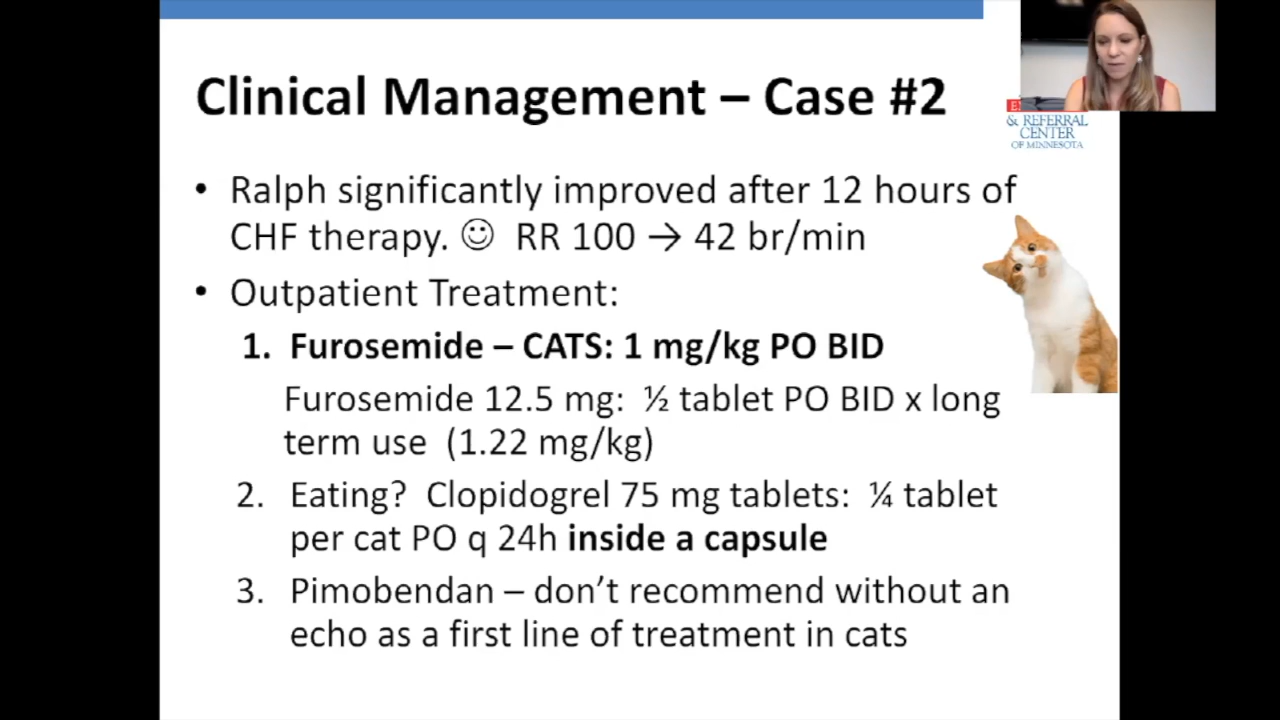 Clinical Management – Case #2
& REFERRAL
CENTER
OF MINNESOTA
• Ralph significantly improved after 12 hours of
CHF therapy. ☺ RR 100 → 42 br/min
• Outpatient Treatment:
1. Furosemide – CATS: 1 mg/kg PO BID
Furosemide 12.5 mg: ½ tablet PO BID x long
term use (1.22 mg/kg)
2. Eating? Clopidogrel 75 mg tablets: ¼ tablet
per cat PO q 24h inside a capsule
3. Pimobendan – don’t recommend without an
echo as a first line of treatment in cats